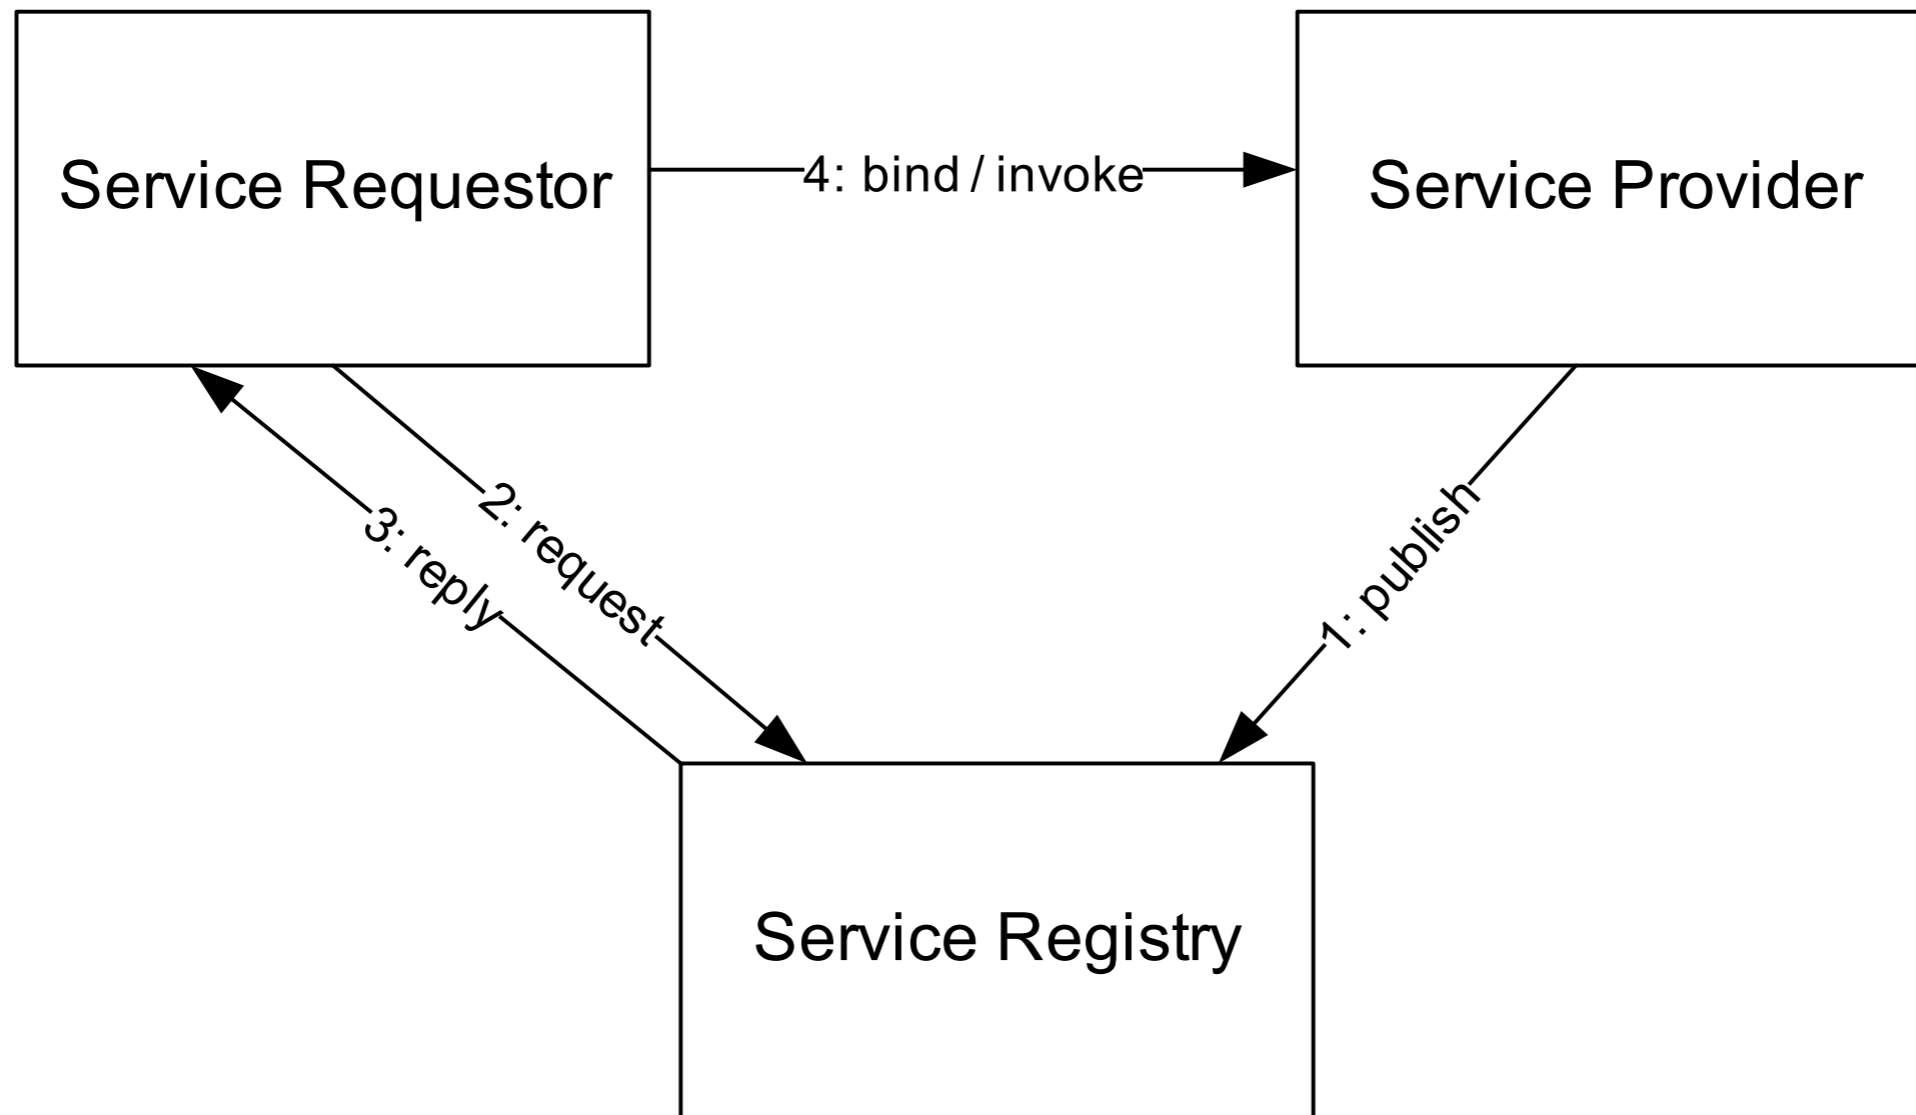 Service Requestor
4: bind / invoke
Service Provider
2: request
3: reply
1: publish
Service Registry